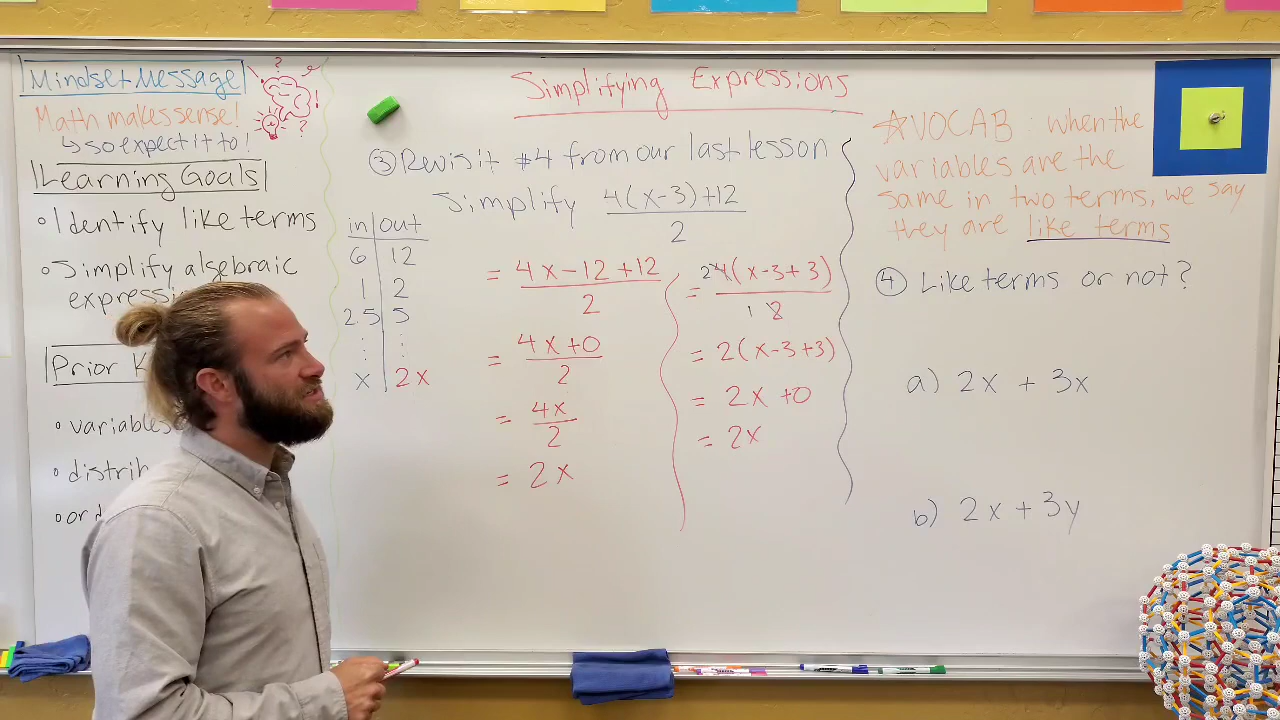 Mindset Message
Math makes sense!
↳ so expect it to!
Learning Goals
• Identify like terms
• Simplify algebraic
expressi
Prior K
• variables
• distrib
• or
Simplifying Expressions
③ Revisit #4 from our last lesson
Simplify (4(x-3)+12)/2
in | out
6 | 12
1 | 2
2.5 | 5
⋮ | ⋮
x | 2x
= (4x-12+12)/2
= (4x+0)/2
= 4x/2
= 2x
= 2 4(x-3+3)/1 2
= 2(x-3+3)
= 2x+0
= 2x
☆VOCAB: when the
variables are the
same in two terms, we say
they are like terms
④ Like terms or not?
a) 2x + 3x
b) 2x + 3y